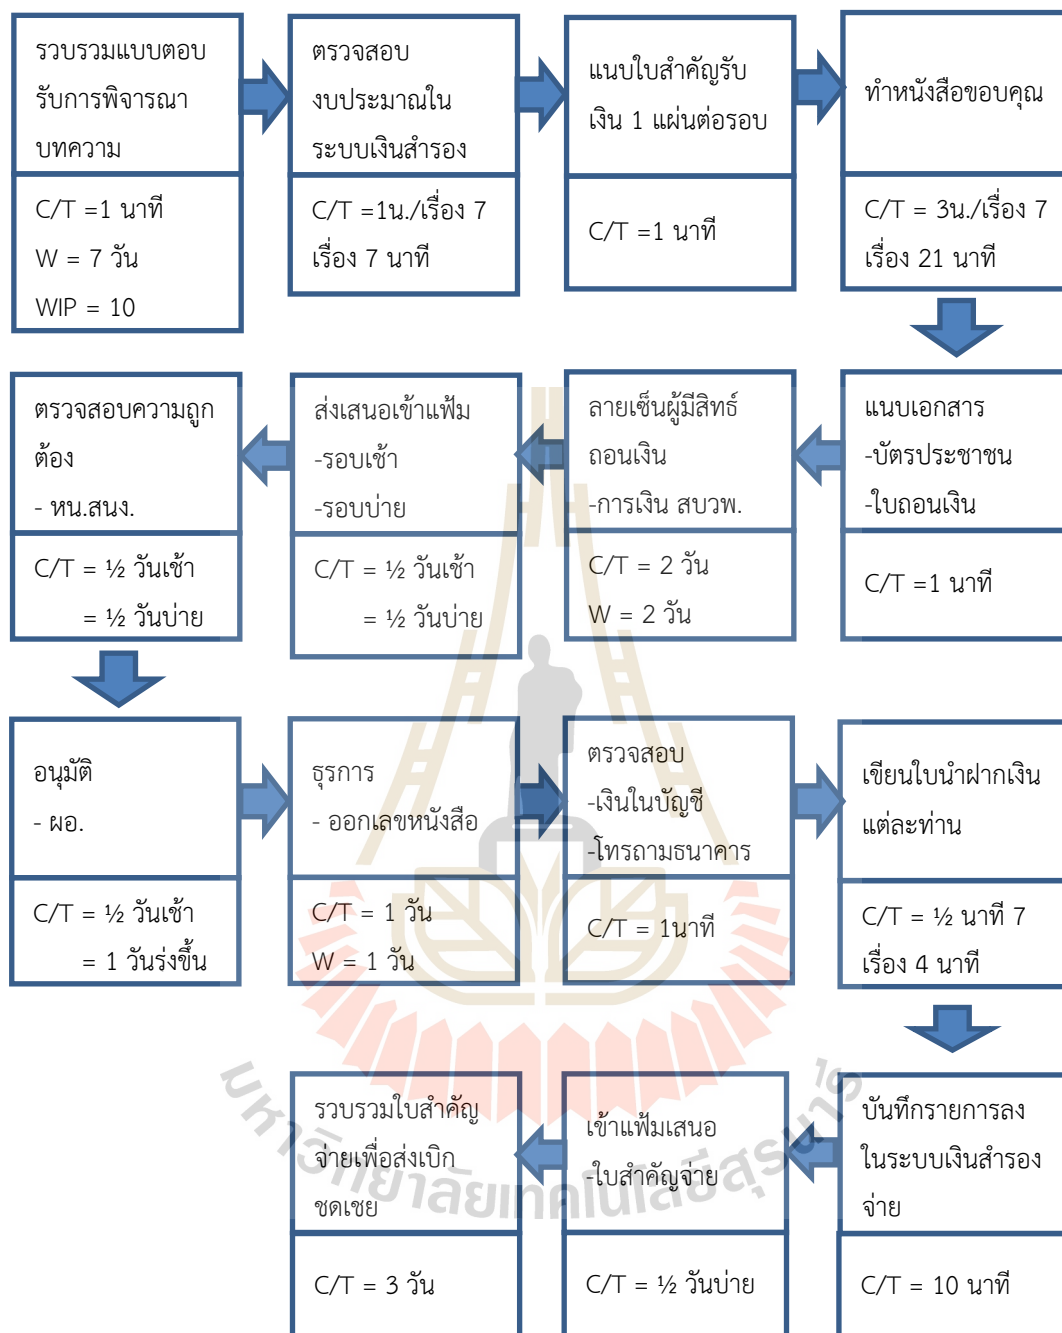 รวบรวมแบบตอบ
รับการพิจารณา
บทความ
C/T =1 นาที
W = 7 วัน
WIP = 10
ตรวจสอบ
งบประมาณใน
ระบบเงินสำรอง
C/T =1น./เรื่อง 7
เรื่อง 7 นาที
แนบใบสำคัญรับ
เงิน 1 แผ่นต่อรอบ
C/T =1 นาที
ทำหนังสือขอบคุณ
C/T = 3น./เรื่อง 7
เรื่อง 21 นาที
แนบเอกสาร
-บัตรประชาชน
-ใบถอนเงิน
C/T =1 นาที
ลายเซ็นผู้มีสิทธ์
ถอนเงิน
-การเงิน สบวพ.
C/T = 2 วัน
W = 2 วัน
ส่งเสนอเข้าแฟ้ม
-รอบเช้า
-รอบบ่าย
C/T = ½ วันเช้า
= ½ วันบ่าย
ตรวจสอบความถูก
ต้อง
- หน.สนง.
C/T = ½ วันเช้า
= ½ วันบ่าย
อนุมัติ
- ผอ.
C/T = ½ วันเช้า
= 1 วันร่งขึ้น
ธุรการ
- ออกเลขหนังสือ
C/T = 1 วัน
W = 1 วัน
ตรวจสอบ
-เงินในบัญชี
-โทรถามธนาคาร
C/T = 1นาที
เขียนใบนำฝากเงิน
แต่ละท่าน
C/T = ½ นาที 7
เรื่อง 4 นาที
บันทึกรายการลง
ในระบบเงินสำรอง
จ่าย
C/T = 10 นาที
เข้าแฟ้มเสนอ
-ใบสำคัญจ่าย
C/T = ½ วันบ่าย
รวบรวมใบสำคัญ
จ่ายเพื่อส่งเบิก
ชดเชย
C/T = 3 วัน
มหาวิทยาลัยเทคโนโลยีสุรนารี